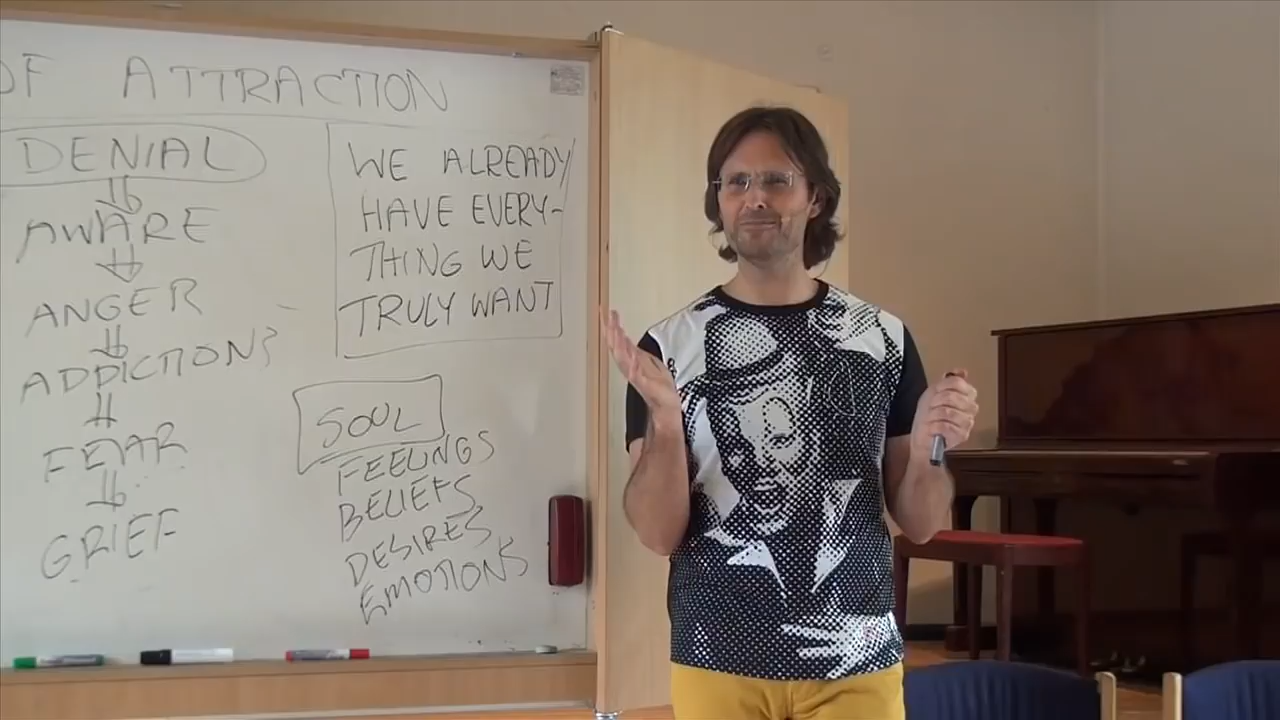 OF ATTRACTION
DENIAL
AWARE
ANGER
ADDICTIONS
FEAR
GRIEF
WE ALREADY
HAVE EVERY-
THING WE
TRULY WANT
SOUL
FEELINGS
BELIEFS
DESIRES
EMOTIONS